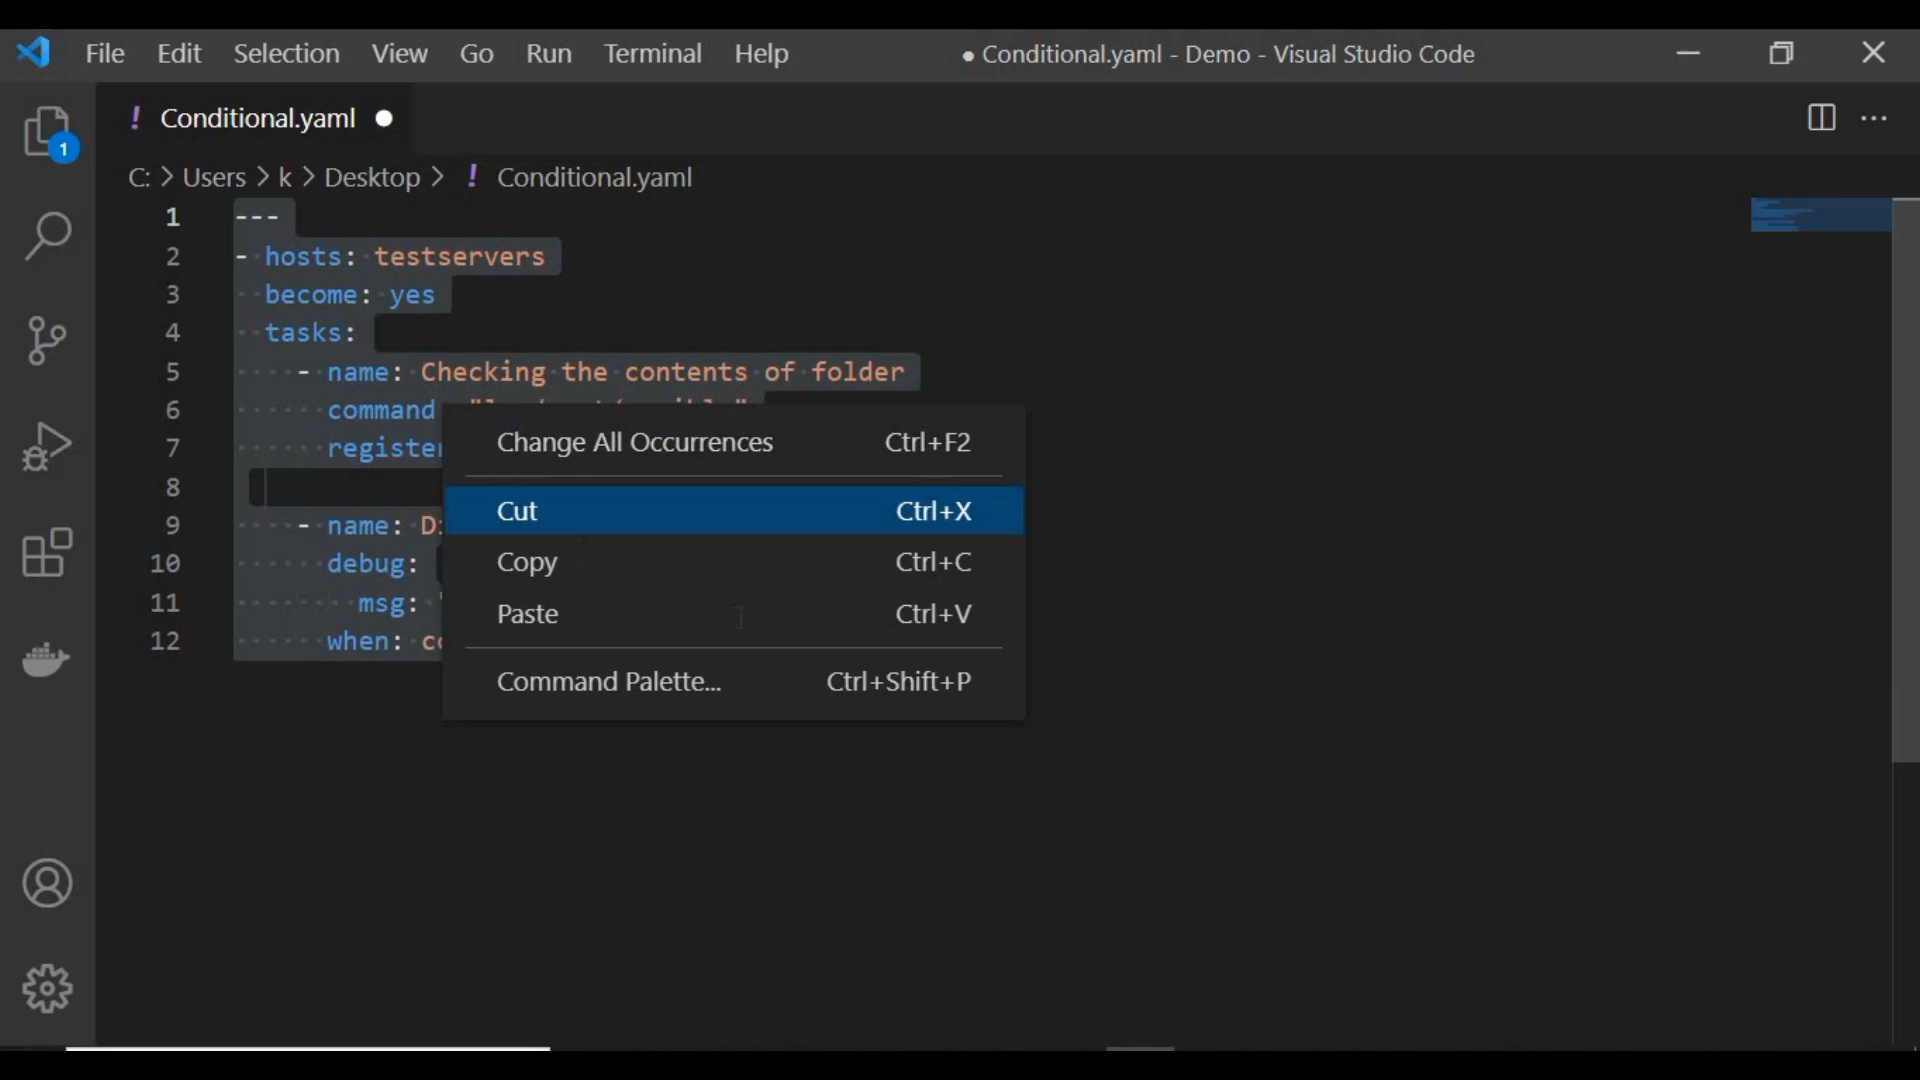 File Edit Selection View Go Run Terminal Help ● Conditional.yaml - Demo - Visual Studio Code
! Conditional.yaml ●
1
C: > Users > k > Desktop > ! Conditional.yaml
1 ---
2 - hosts: testservers
3 become: yes
4 tasks:
5 - name: Checking the contents of folder
6 command
7 register
8
9 - name:
10 debug:
11 msg:
12 when:
Change All Occurrences Ctrl+F2
Cut Ctrl+X
Copy Ctrl+C
Paste Ctrl+V
Command Palette... Ctrl+Shift+P